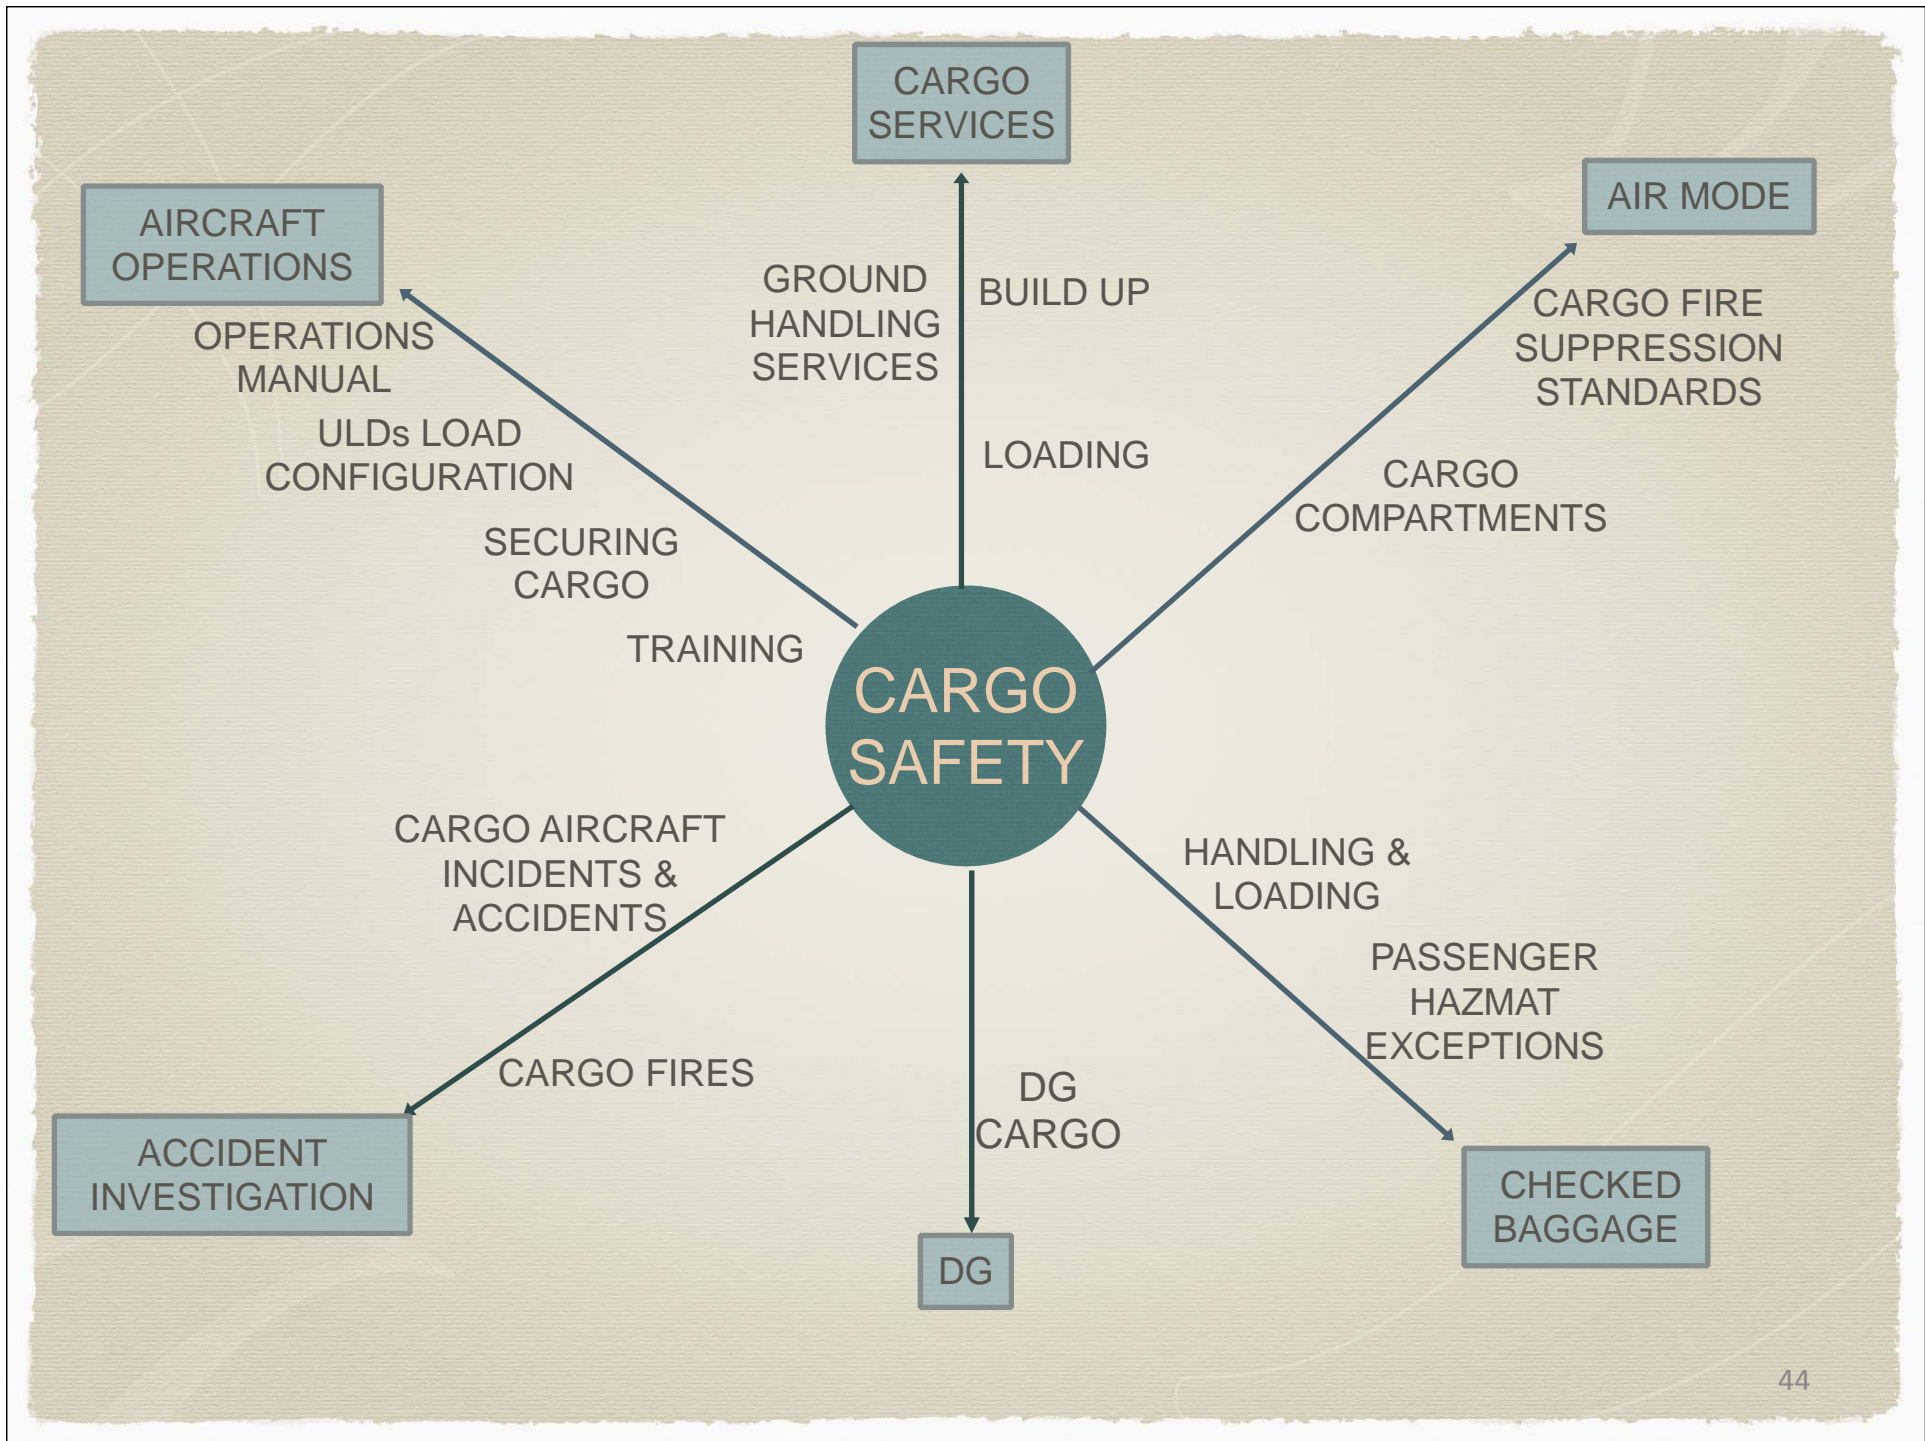 CARGO
SERVICES
AIR MODE
AIRCRAFT
OPERATIONS
GROUND
HANDLING
SERVICES
BUILD UP
LOADING
CARGO FIRE
SUPPRESSION
STANDARDS
CARGO
COMPARTMENTS
OPERATIONS
MANUAL
ULDs LOAD
CONFIGURATION
SECURING
CARGO
TRAINING
CARGO
SAFETY
CARGO AIRCRAFT
INCIDENTS &
ACCIDENTS
CARGO FIRES
ACCIDENT
INVESTIGATION
DG
CARGO
DG
HANDLING &
LOADING
PASSENGER
HAZMAT
EXCEPTIONS
CHECKED
BAGGAGE
44